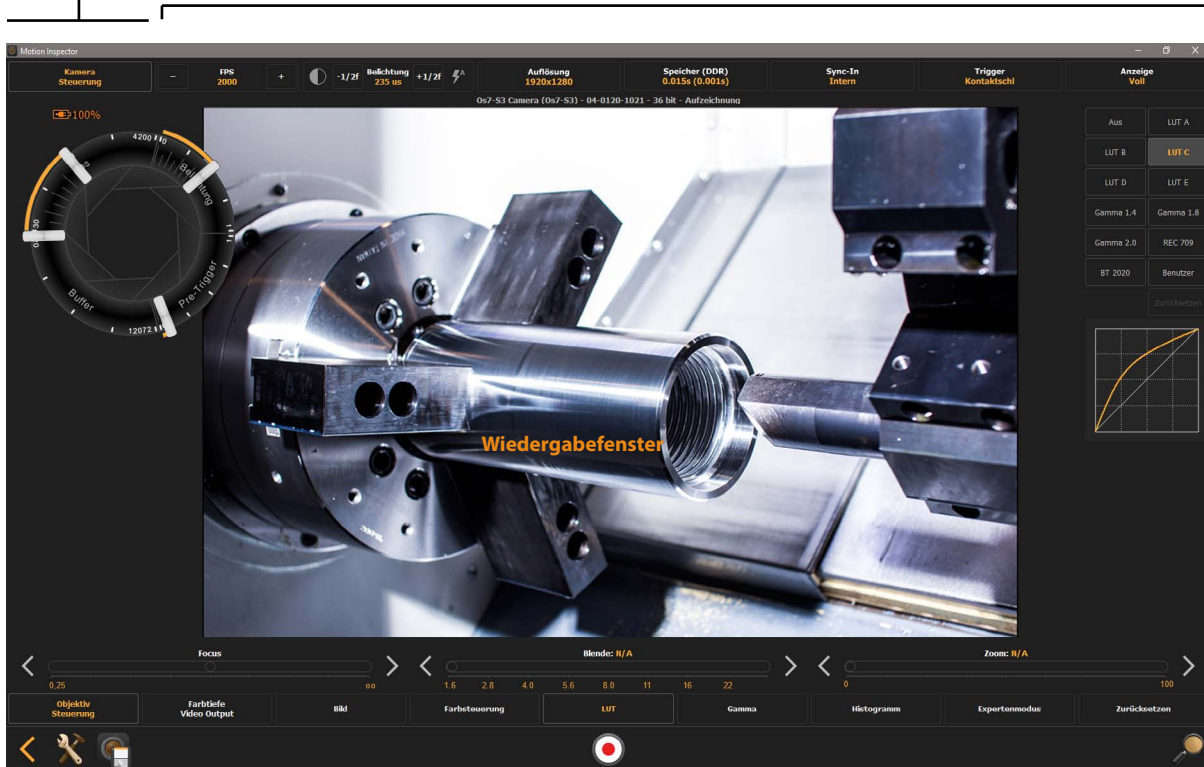 Motion Inspector
Kamera Steuerung
−
FPS 2000
+
-1/2f
Belichtung 235 us
+1/2f
A
Auflösung 1920x1280
Speicher (DDR) 0.015s (0.001s)
Sync-In Intern
Trigger Kontaktschl
Anzeige Voll
Os7-S3 Camera (Os7-S3) - 04-0120-1021 - 36 bit - Aufzeichnung
100%
4200
0
Belichtung
Pre-Trigger
Buffer
12072
Aus
LUT A
LUT B
LUT C
LUT D
LUT E
Gamma 1.4
Gamma 1.8
Gamma 2.0
REC 709
BT 2020
Benutzer
Zurücksetzen
Wiedergabefenster
Focus
0,25
Blende: N/A
1.6 2.8 4.0 5.6 8.0 11 16 22
Zoom: N/A
0 100
Objektiv Steuerung
Farbtiefe Video Output
Bild
Farbsteuerung
LUT
Gamma
Histogramm
Expertenmodus
Zurücksetzen